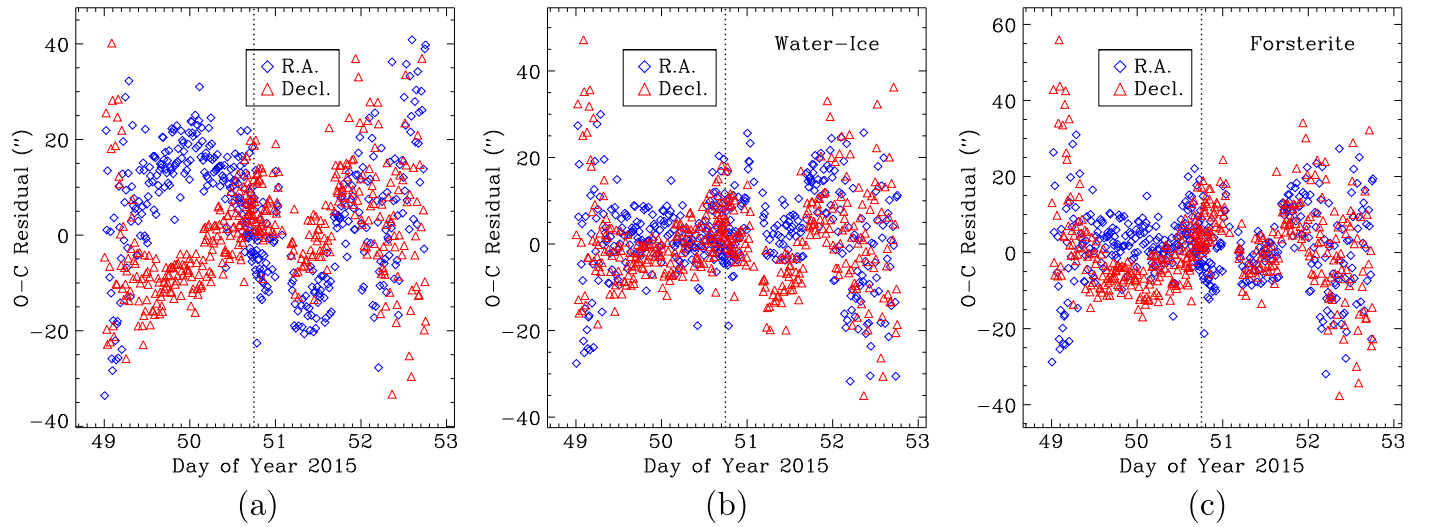 40
20
0
−20
−40
O−C Residual (″)
R.A.
Decl.
49 50 51 52 53
Day of Year 2015
(a)
40
20
0
−20
−40
O−C Residual (″)
Water−Ice
R.A.
Decl.
49 50 51 52 53
Day of Year 2015
(b)
60
40
20
0
−20
−40
O−C Residual (″)
Forsterite
R.A.
Decl.
49 50 51 52 53
Day of Year 2015
(c)